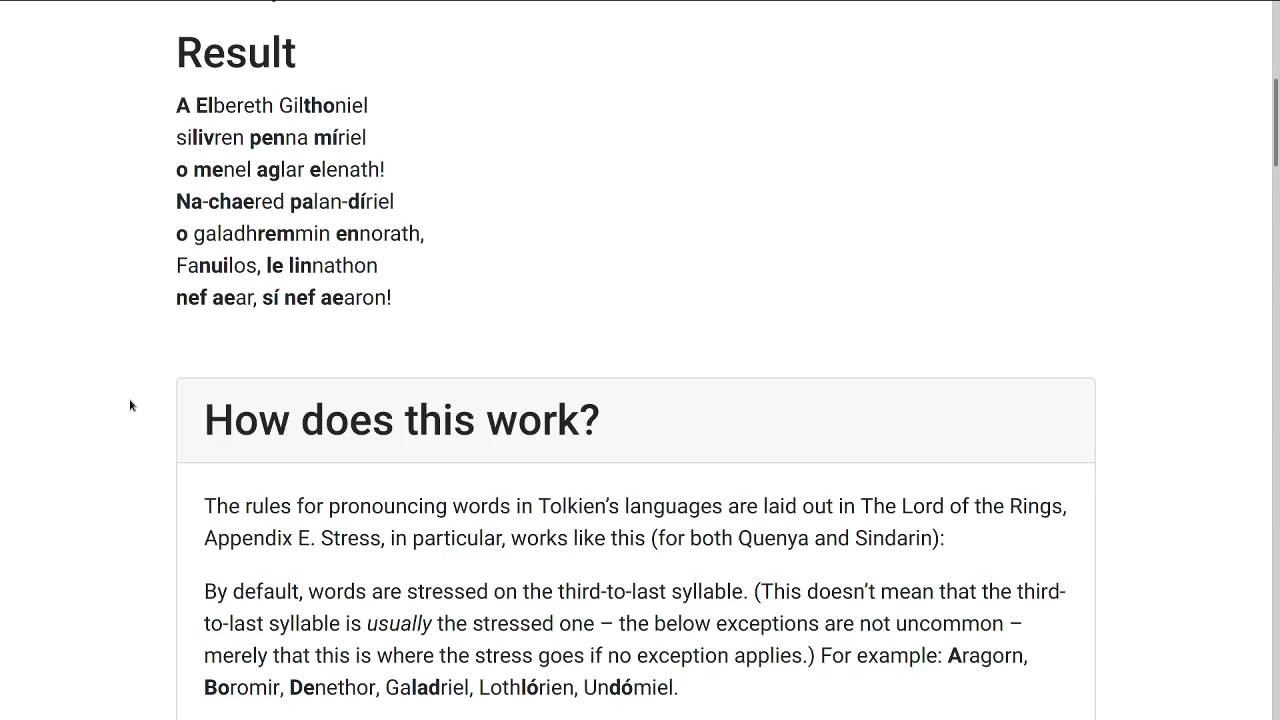 Result
A Elbereth Gilthoniel
silivren penna míriel
o menel aglar elenath!
Na-chaered palan-díriel
o galadhremmin ennorath,
Fanuilos, le linnathon
nef aear, sí nef aearon!
How does this work?
The rules for pronouncing words in Tolkien’s languages are laid out in The Lord of the Rings,
Appendix E. Stress, in particular, works like this (for both Quenya and Sindarin):
By default, words are stressed on the third-to-last syllable. (This doesn’t mean that the third-
to-last syllable is usually the stressed one – the below exceptions are not uncommon –
merely that this is where the stress goes if no exception applies.) For example: Aragorn,
Boromir, Denethor, Galadriel, Lothlórien, Undómiel.